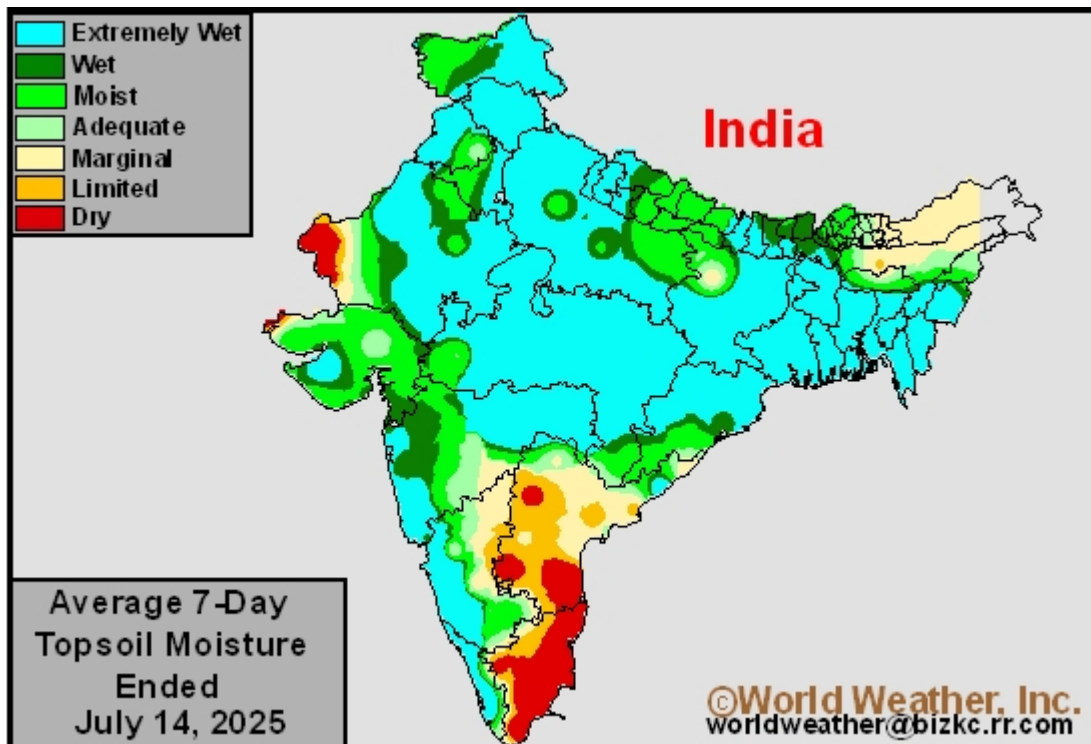 Extremely Wet
Wet
Moist
Adequate
Marginal
Limited
Dry
India
Average 7-Day
Topsoil Moisture
Ended
July 14, 2025
©World Weather, Inc.
worldweather@bizkc.rr.com